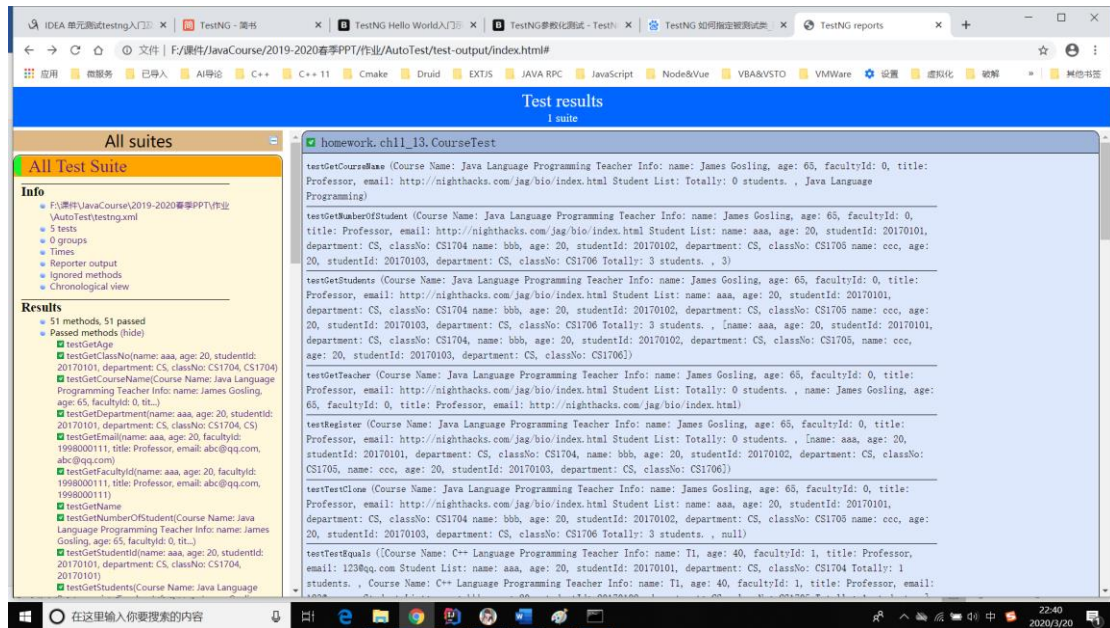 IDEA 单元测试testng入门
TestNG - 简书
TestNG Hello World入门
TestNG参数化测试 - TestN
TestNG 如何指定被测试类
TestNG reports
文件 | F:/课件/JavaCourse/2019-2020春季PPT/作业/AutoTest/test-output/index.html#
应用 微服务 已导入 AI导论 C++ C++ 11 Cmake Druid EXTJS JAVA RPC JavaScript Node&Vue VBA&VSTO VMWare 设置 虚拟化 破解 » 其他书签
Test results
1 suite
All suites
All Test Suite
Info
F:\课件\JavaCourse\2019-2020春季PPT\作业
\AutoTest\testng.xml
5 tests
0 groups
Times
Reporter output
Ignored methods
Chronological view
Results
51 methods, 51 passed
Passed methods (hide)
testGetAge
testGetClassNo(name: aaa, age: 20, studentId:
20170101, department: CS, classNo: CS1704, CS1704)
testGetCourseName(Course Name: Java Language
Programming Teacher Info: name: James Gosling,
age: 65, facultyId: 0, tit...)
testGetDepartment(name: aaa, age: 20, studentId:
20170101, department: CS, classNo: CS1704, CS)
testGetEmail(name: aaa, age: 20, facultyId:
1998000111, title: Professor, email: abc@qq.com,
abc@qq.com)
testGetFacultyId(name: aaa, age: 20, facultyId:
1998000111, title: Professor, email: abc@qq.com,
1998000111)
testGetName
testGetNumberOfStudent(Course Name: Java
Language Programming Teacher Info: name: James
Gosling, age: 65, facultyId: 0, tit...)
testGetStudentId(name: aaa, age: 20, studentId:
20170101, department: CS, classNo: CS1704,
20170101)
testGetStudents(Course Name: Java Language
homework.ch11_13.CourseTest
testGetCourseName (Course Name: Java Language Programming Teacher Info: name: James Gosling, age: 65, facultyId: 0, title:
Professor, email: http://nighthacks.com/jag/bio/index.html Student List: Totally: 0 students. , Java Language
Programming)
testGetNumberOfStudent (Course Name: Java Language Programming Teacher Info: name: James Gosling, age: 65, facultyId: 0,
title: Professor, email: http://nighthacks.com/jag/bio/index.html Student List: name: aaa, age: 20, studentId: 20170101,
department: CS, classNo: CS1704 name: bbb, age: 20, studentId: 20170102, department: CS, classNo: CS1705 name: ccc, age:
20, studentId: 20170103, department: CS, classNo: CS1706 Totally: 3 students. , 3)
testGetStudents (Course Name: Java Language Programming Teacher Info: name: James Gosling, age: 65, facultyId: 0, title:
Professor, email: http://nighthacks.com/jag/bio/index.html Student List: name: aaa, age: 20, studentId: 20170101,
department: CS, classNo: CS1704 name: bbb, age: 20, studentId: 20170102, department: CS, classNo: CS1705 name: ccc, age:
20, studentId: 20170103, department: CS, classNo: CS1706 Totally: 3 students. , [name: aaa, age: 20, studentId: 20170101,
department: CS, classNo: CS1704, name: bbb, age: 20, studentId: 20170102, department: CS, classNo: CS1705, name: ccc,
age: 20, studentId: 20170103, department: CS, classNo: CS1706])
testGetTeacher (Course Name: Java Language Programming Teacher Info: name: James Gosling, age: 65, facultyId: 0, title:
Professor, email: http://nighthacks.com/jag/bio/index.html Student List: Totally: 0 students. , name: James Gosling, age:
65, facultyId: 0, title: Professor, email: http://nighthacks.com/jag/bio/index.html)
testRegister (Course Name: Java Language Programming Teacher Info: name: James Gosling, age: 65, facultyId: 0, title:
Professor, email: http://nighthacks.com/jag/bio/index.html Student List: Totally: 0 students. , [name: aaa, age: 20,
studentId: 20170101, department: CS, classNo: CS1704, name: bbb, age: 20, studentId: 20170102, department: CS, classNo:
CS1705, name: ccc, age: 20, studentId: 20170103, department: CS, classNo: CS1706])
testTestClone (Course Name: Java Language Programming Teacher Info: name: James Gosling, age: 65, facultyId: 0, title:
Professor, email: http://nighthacks.com/jag/bio/index.html Student List: name: aaa, age: 20, studentId: 20170101,
department: CS, classNo: CS1704 name: bbb, age: 20, studentId: 20170102, department: CS, classNo: CS1705 name: ccc, age:
20, studentId: 20170103, department: CS, classNo: CS1706 Totally: 3 students. , null)
testTestEquals ([Course Name: C++ Language Programming Teacher Info: name: T1, age: 40, facultyId: 1, title: Professor,
email: 123@qq.com Student List: name: aaa, age: 20, studentId: 20170101, department: CS, classNo: CS1704 Totally: 1
students. , Course Name: C++ Language Programming Teacher Info: name: T1, age: 40, facultyId: 1, title: Professor, email:
在这里输入你要搜索的内容
中
22:40
2020/3/20